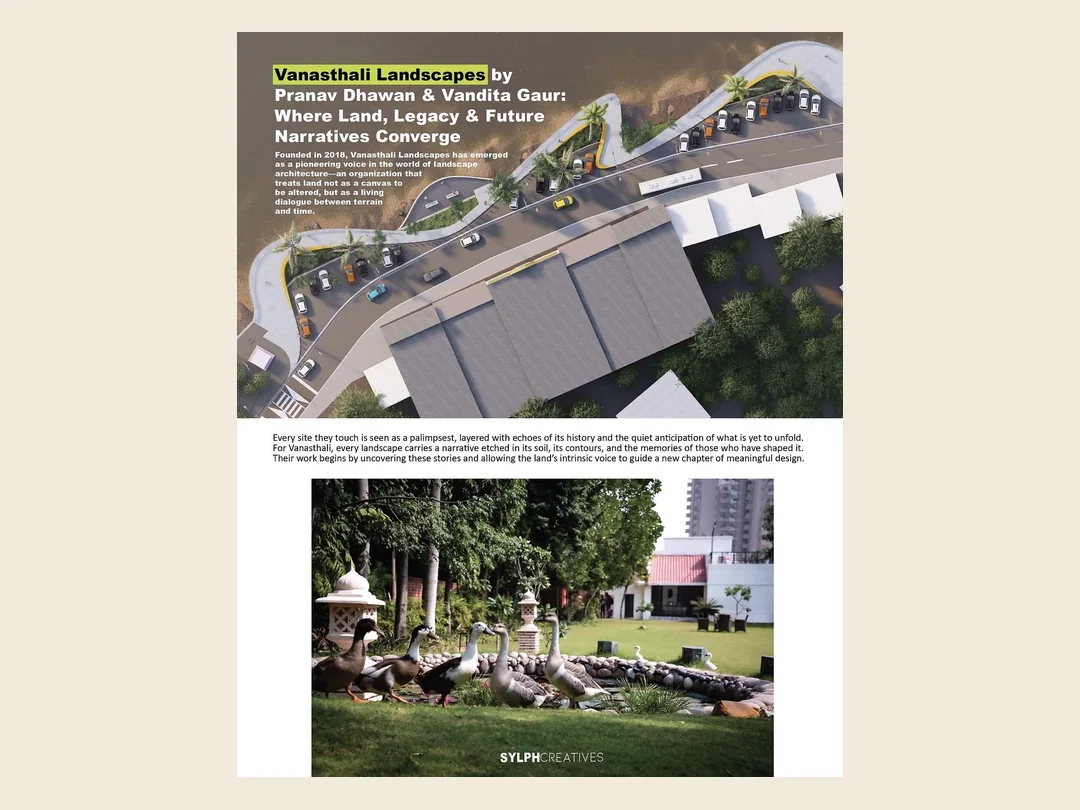 Vanasthali Landscapes by
Pranav Dhawan & Vandita Gaur:
Where Land, Legacy & Future
Narratives Converge
Founded in 2018, Vanasthali Landscapes has emerged
as a pioneering voice in the world of landscape
architecture—an organization that
treats land not as a canvas to
be altered, but as a living
dialogue between terrain
and time.
Every site they touch is seen as a palimpsest, layered with echoes of its history and the quiet anticipation of what is yet to unfold.
For Vanasthali, every landscape carries a narrative etched in its soil, its contours, and the memories of those who have shaped it.
Their work begins by uncovering these stories and allowing the land’s intrinsic voice to guide a new chapter of meaningful design.
SYLPHCREATIVES